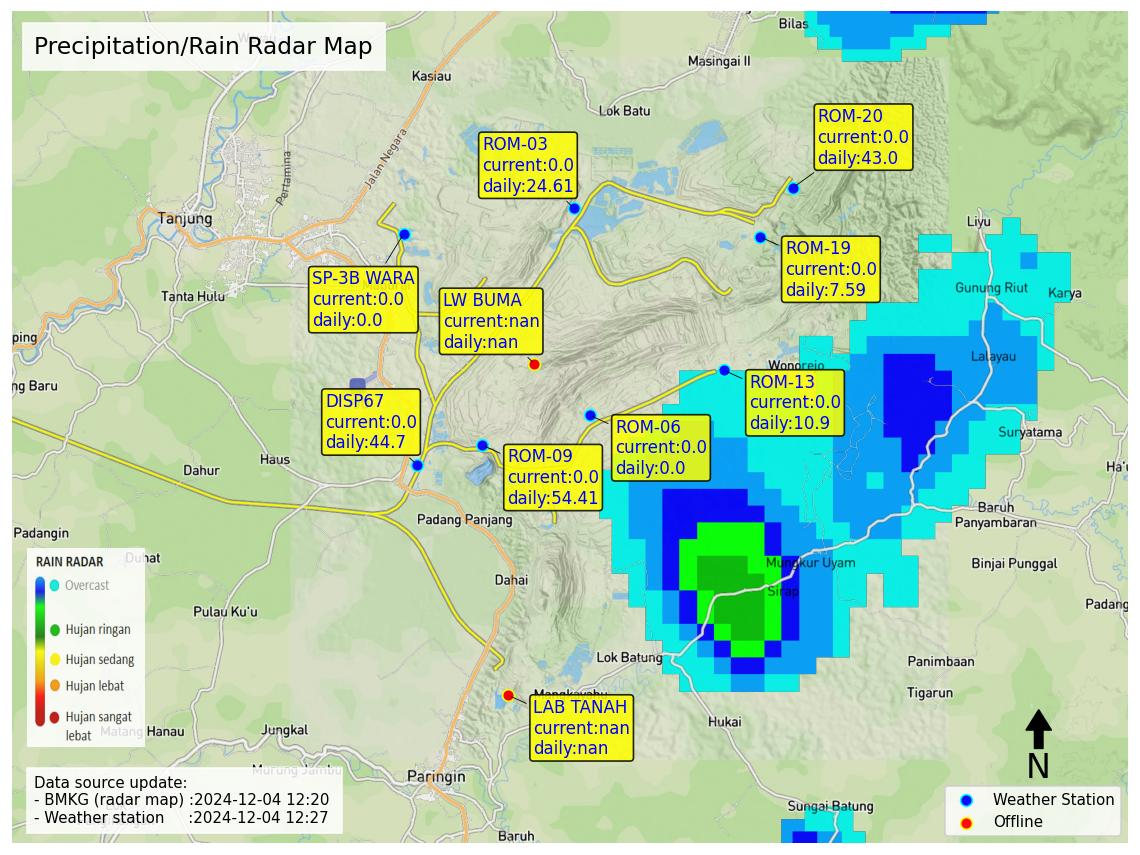 Precipitation/Rain Radar Map
Bilas
Masingai II
Kasiau
Lok Batu
Jalan Negara
Pertamina
Tanjung
ROM-20
current:0.0
daily:43.0
ROM-03
current:0.0
daily:24.61
Liyu
ROM-19
current:0.0
daily:7.59
SP-3B WARA
current:0.0
daily:0.0
Tanta Hulu
LW BUMA
current:nan
daily:nan
Gunung Riut
Karya
ping
Lalayau
Wonorejo
ng Baru
ROM-13
current:0.0
daily:10.9
DISP67
current:0.0
daily:44.7
ROM-06
current:0.0
daily:0.0
Suryatama
ROM-09
current:0.0
daily:54.41
Haus
Dahur
Ha'u
Padang Panjang
Baruh
Panyambaran
Padangin
Duhat
Mungkur Uyam
Binjai Punggal
Dahai
Sirap
Padang
Pulau Ku'u
RAIN RADAR
Overcast
Hujan ringan
Hujan sedang
Hujan lebat
Hujan sangat
lebat
Lok Batung
Panimbaan
Tigarun
Mangkayahu
LAB TANAH
current:nan
daily:nan
Hukai
Matang Hanau
Jungkal
Murung Jambu
Paringin
N
Data source update:
- BMKG (radar map) :2024-12-04 12:20
- Weather station :2024-12-04 12:27
Weather Station
Offline
Sungai Batung
Baruh